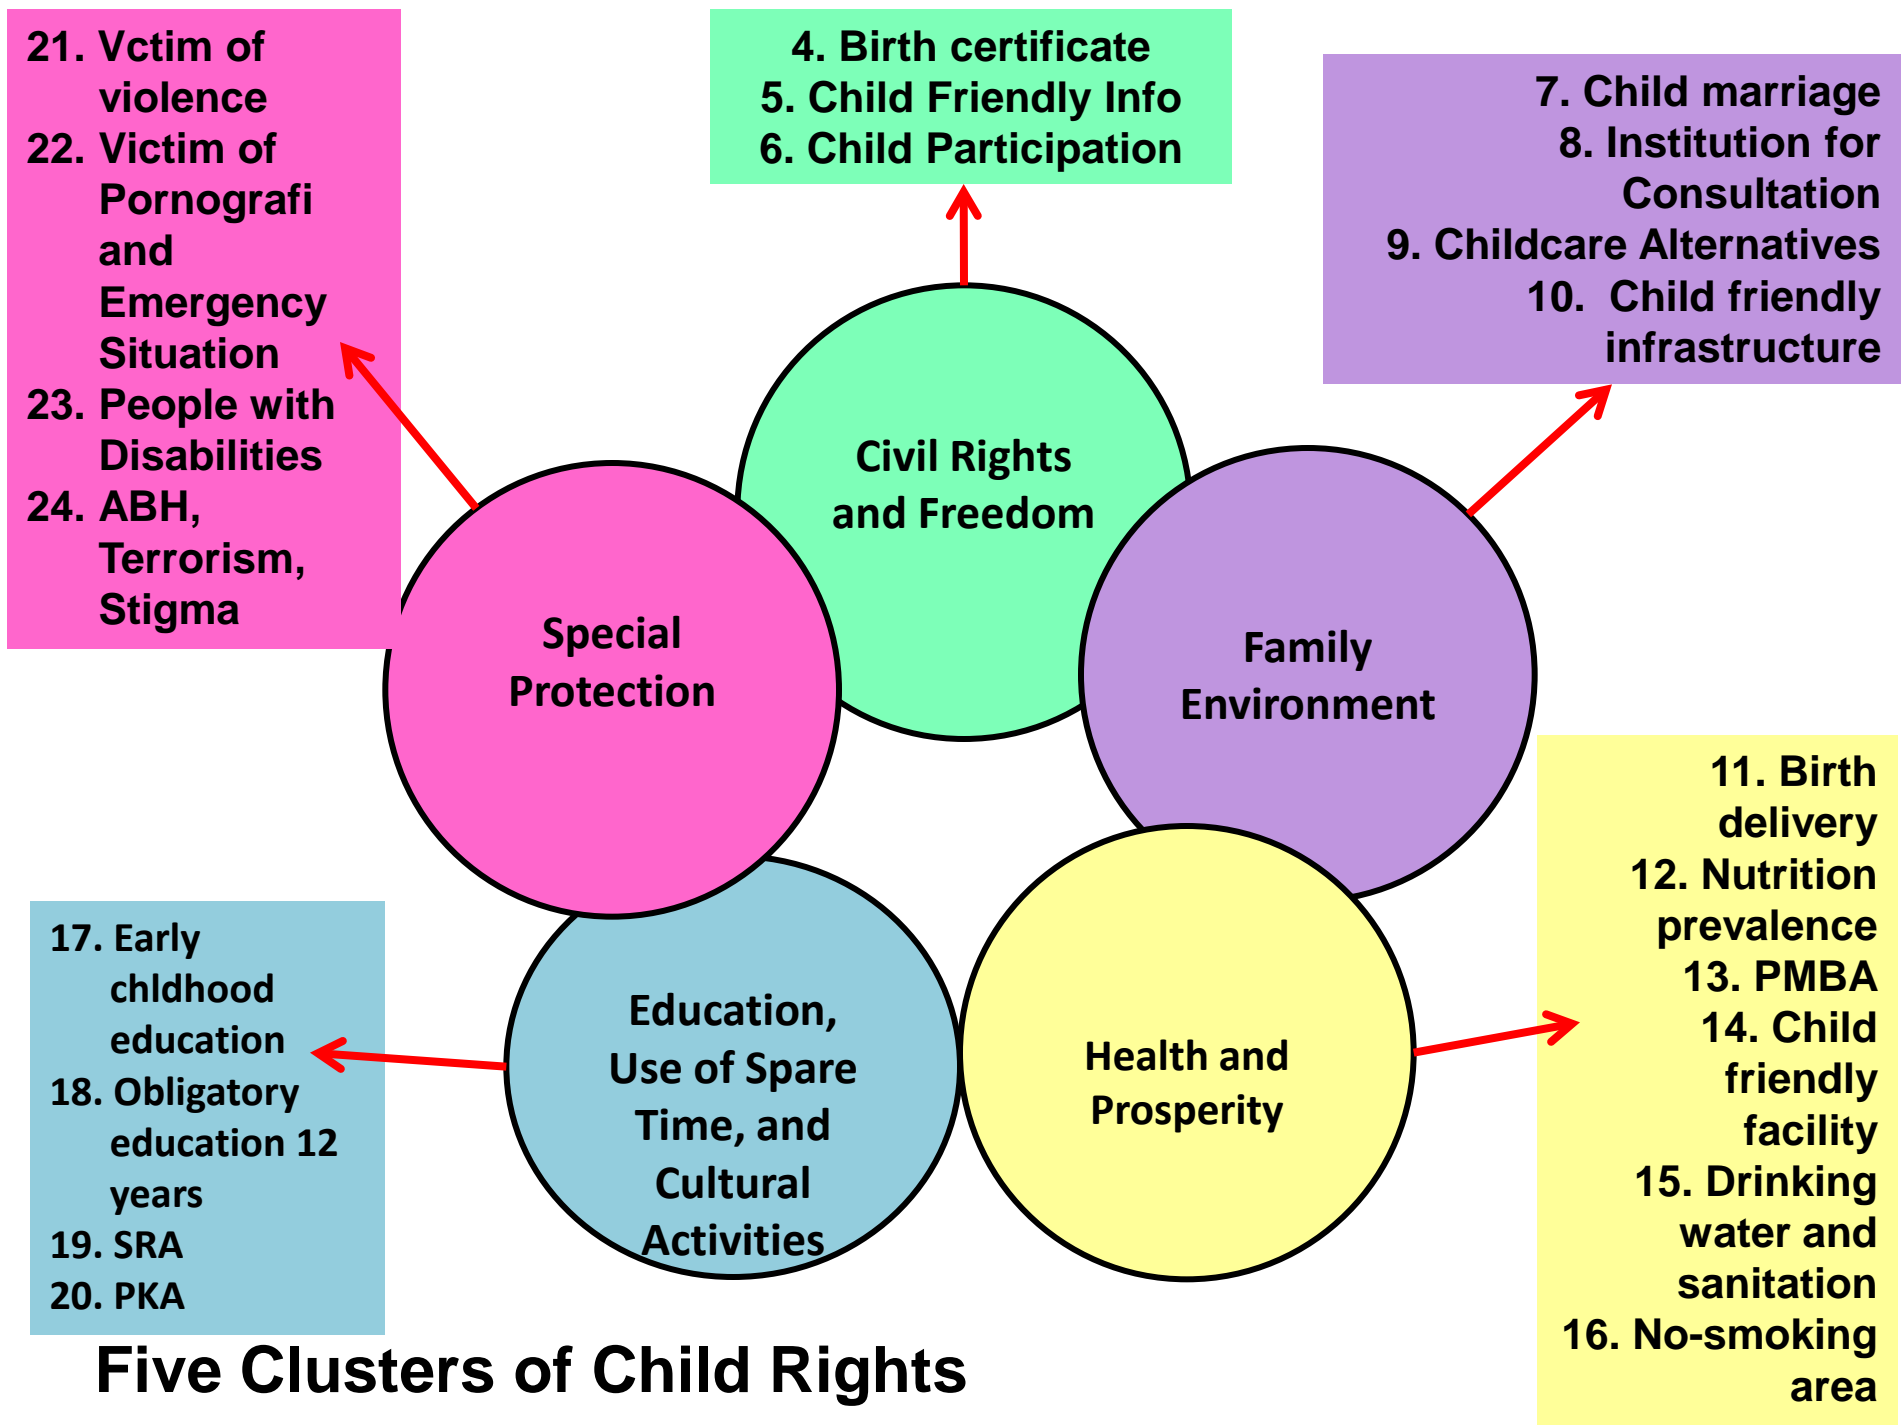 21. Vctim of
violence
22. Victim of
Pornografi
and
Emergency
Situation
23. People with
Disabilities
24. ABH,
Terrorism,
Stigma
4. Birth certificate
5. Child Friendly Info
6. Child Participation
7. Child marriage
8. Institution for
Consultation
9. Childcare Alternatives
10. Child friendly
infrastructure
Civil Rights
and Freedom
Special
Protection
Family
Environment
11. Birth
delivery
12. Nutrition
prevalence
13. PMBA
14. Child
friendly
facility
15. Drinking
water and
sanitation
16. No-smoking
area
17. Early
chldhood
education
18. Obligatory
education 12
years
19. SRA
20. PKA
Education,
Use of Spare
Time, and
Cultural
Activities
Health and
Prosperity
Five Clusters of Child Rights